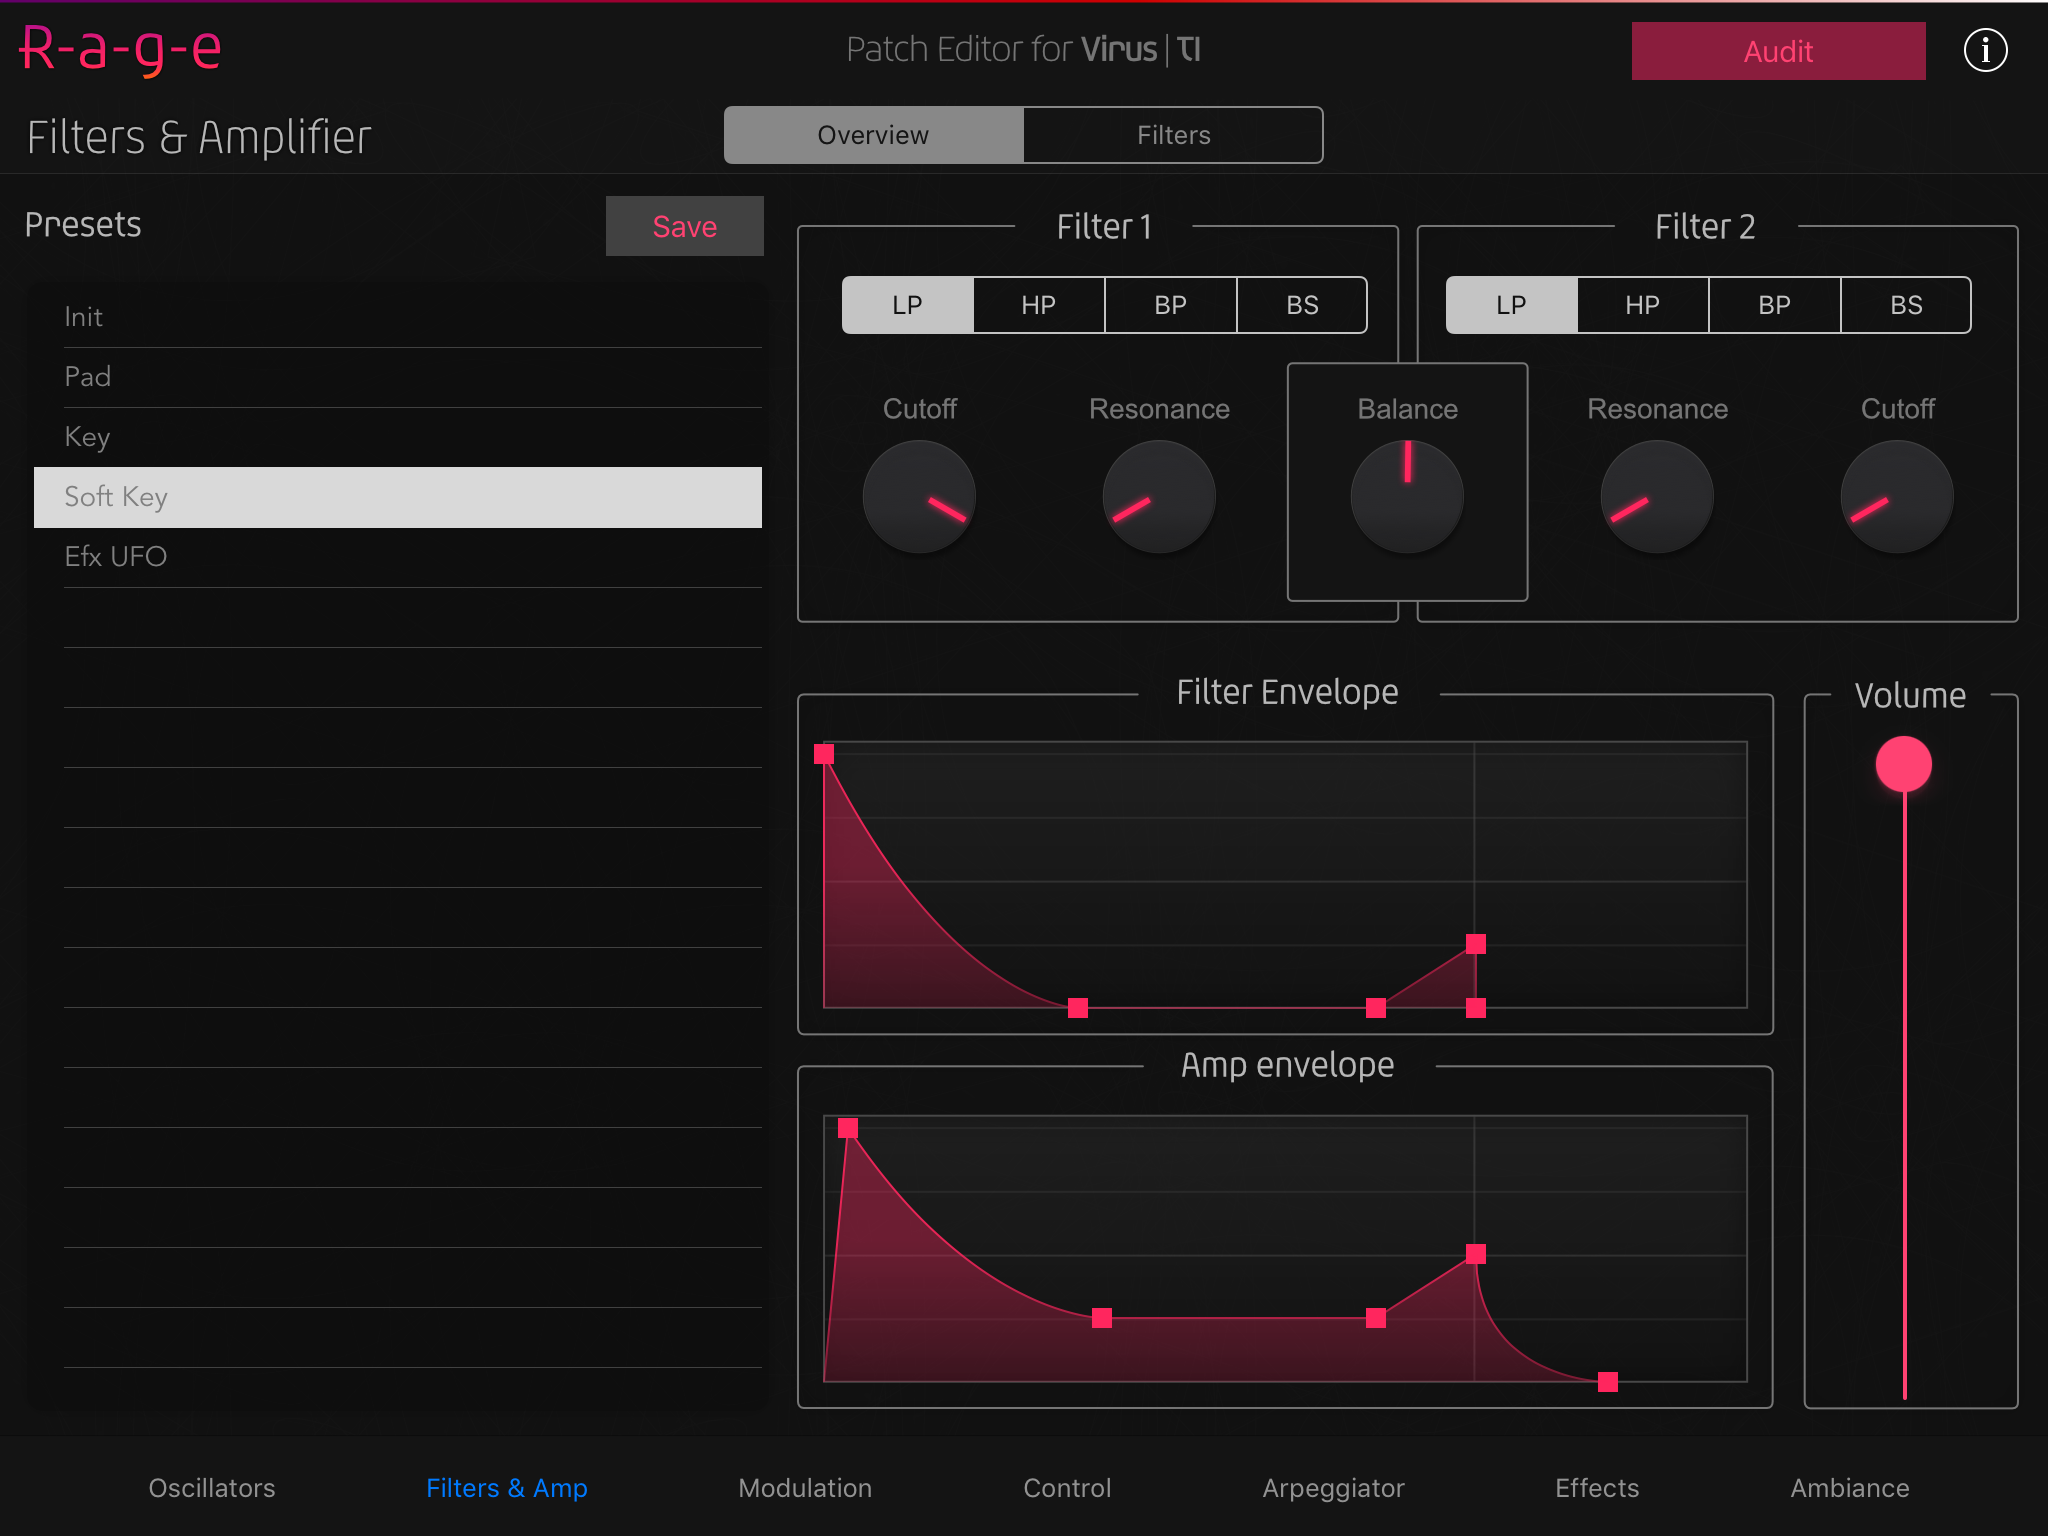 R-a-g-e
Patch Editor for Virus|TI
Audit
i
Filters & Amplifier
Overview
Filters
Presets
Save
Init
Pad
Key
Soft Key
Efx UFO
Filter 1
LP HP BP BS
Cutoff
Resonance
Balance
Filter 2
LP HP BP BS
Resonance
Cutoff
Filter Envelope
Volume
Amp envelope
Oscillators
Filters & Amp
Modulation
Control
Arpeggiator
Effects
Ambiance